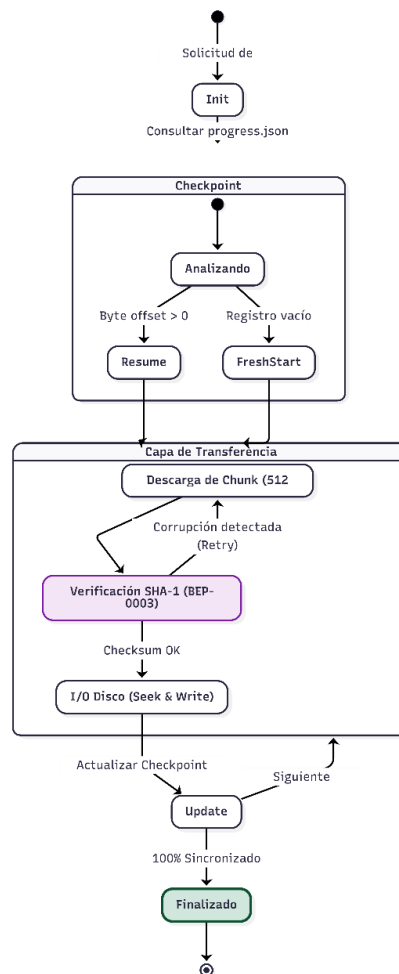 Solicitud de
Init
Consultar progress.json
Checkpoint
Analizando
Byte offset > 0
Registro vacío
Resume
FreshStart
Capa de Transferencia
Descarga de Chunk (512
Corrupción detectada
(Retry)
Verificación SHA-1 (BEP-
0003)
Checksum OK
I/O Disco (Seek & Write)
Actualizar Checkpoint
Siguiente
Update
100% Sincronizado
Finalizado